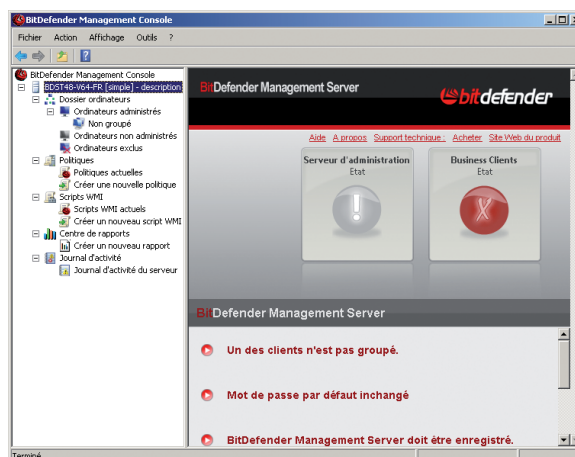 BitDefender Management Console
Fichier Action Affichage Outils ?
BitDefender Management Console
BDST48-V64-FR [simple] - description
Dossier ordinateurs
Ordinateurs administrés
Non groupé
Ordinateurs non administrés
Ordinateurs exclus
Politiques
Politiques actuelles
Créer une nouvelle politique
Scripts WMI
Scripts WMI actuels
Créer un nouveau script WMI
Centre de rapports
Créer un nouveau rapport
Journal d'activité
Journal d'activité du serveur
BitDefender Management Server
bitdefender
Aide A propos Support technique : Acheter Site Web du produit
Serveur d'administration
Etat
Business Clients
Etat
BitDefender Management Server
Un des clients n'est pas groupé.
Mot de passe par défaut inchangé
BitDefender Management Server doit être enregistré.
Terminé